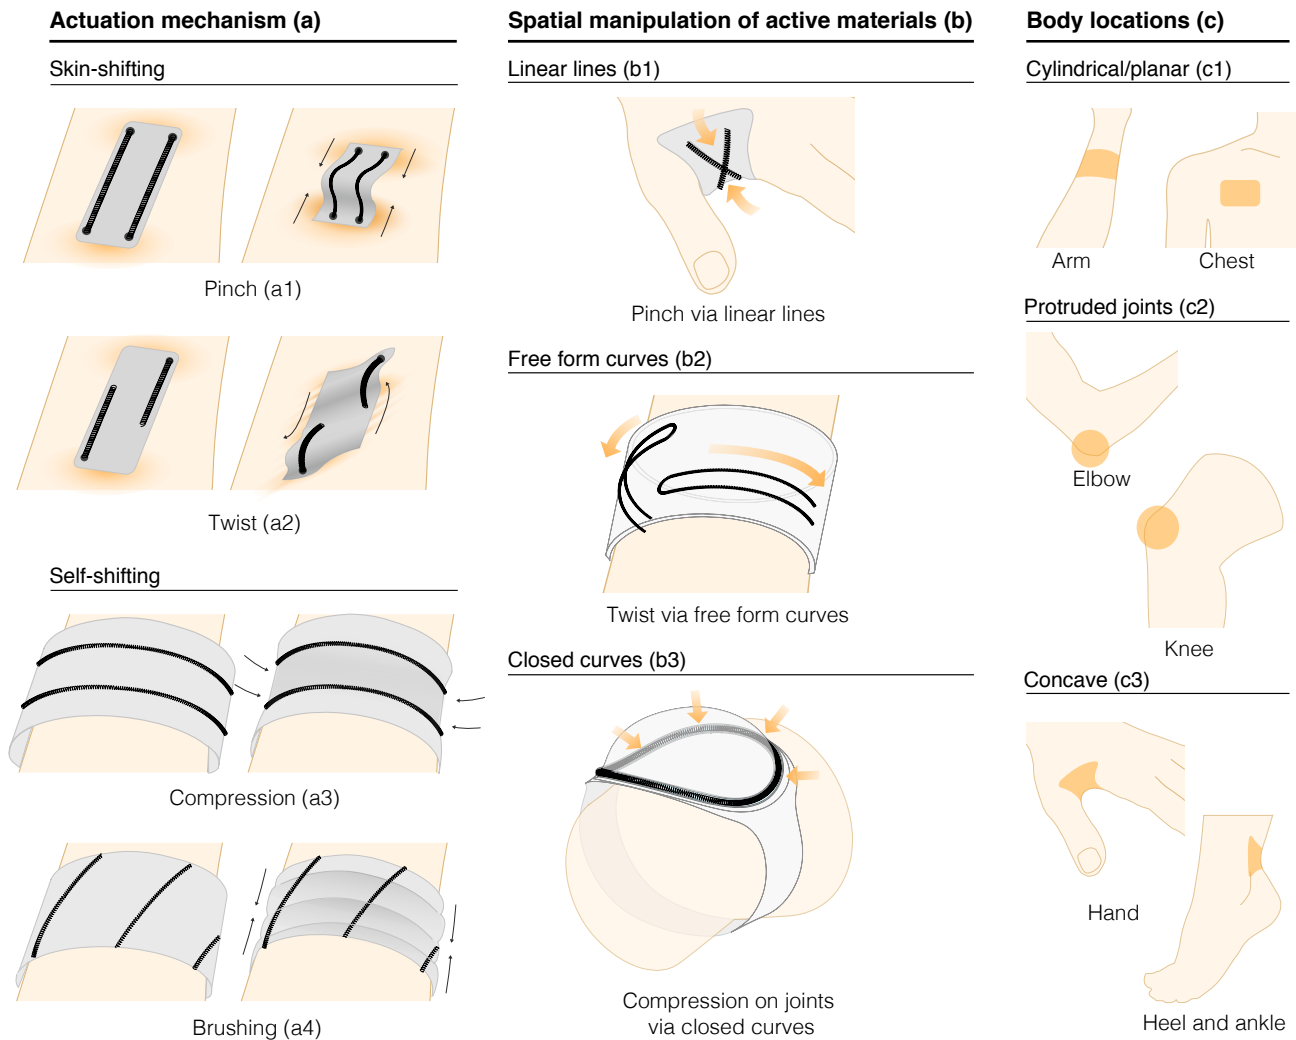 Actuation mechanism (a)
Skin-shifting
Pinch (a1)
Twist (a2)
Self-shifting
Compression (a3)
Brushing (a4)
Spatial manipulation of active materials (b)
Linear lines (b1)
Pinch via linear lines
Free form curves (b2)
Twist via free form curves
Closed curves (b3)
Compression on joints
via closed curves
Body locations (c)
Cylindrical/planar (c1)
Arm
Chest
Protruded joints (c2)
Elbow
Knee
Concave (c3)
Hand
Heel and ankle